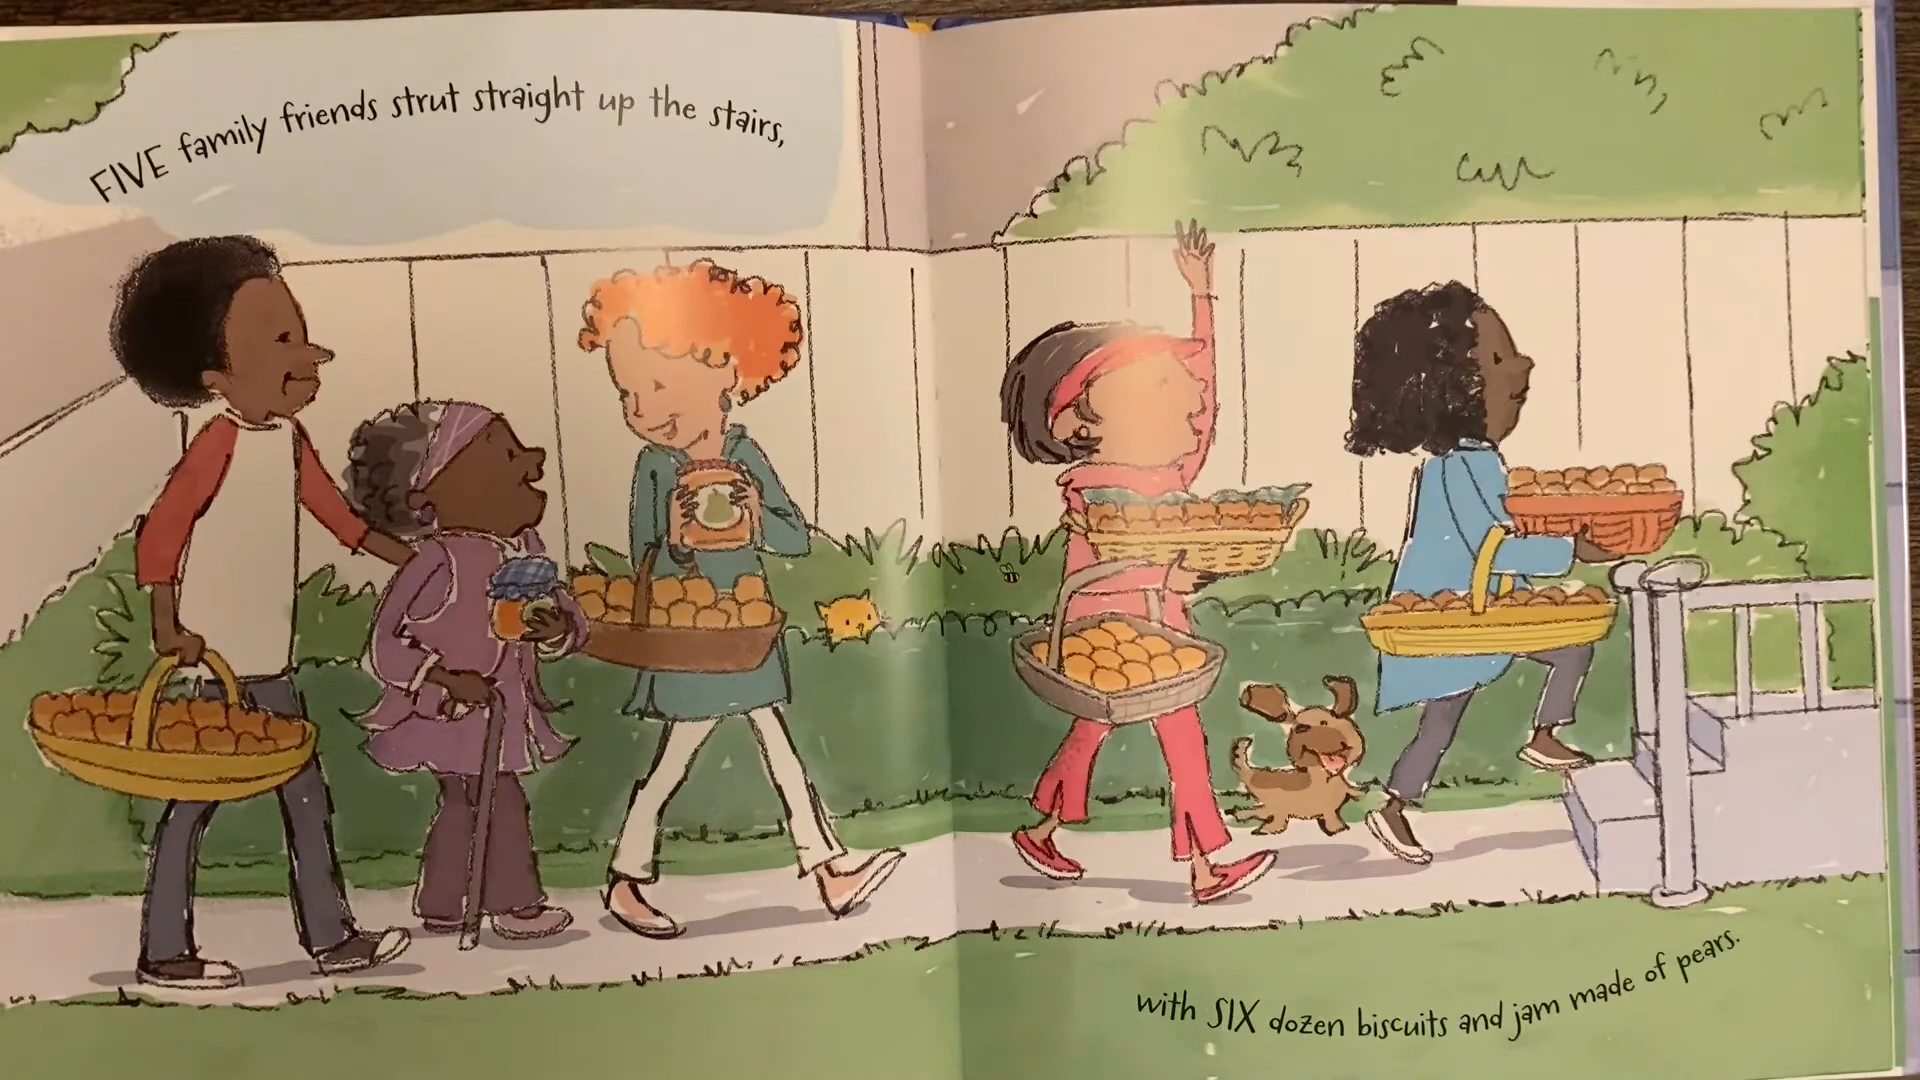 FIVE family friends strut straight up the stairs,
with SIX dozen biscuits and jam made of pears.